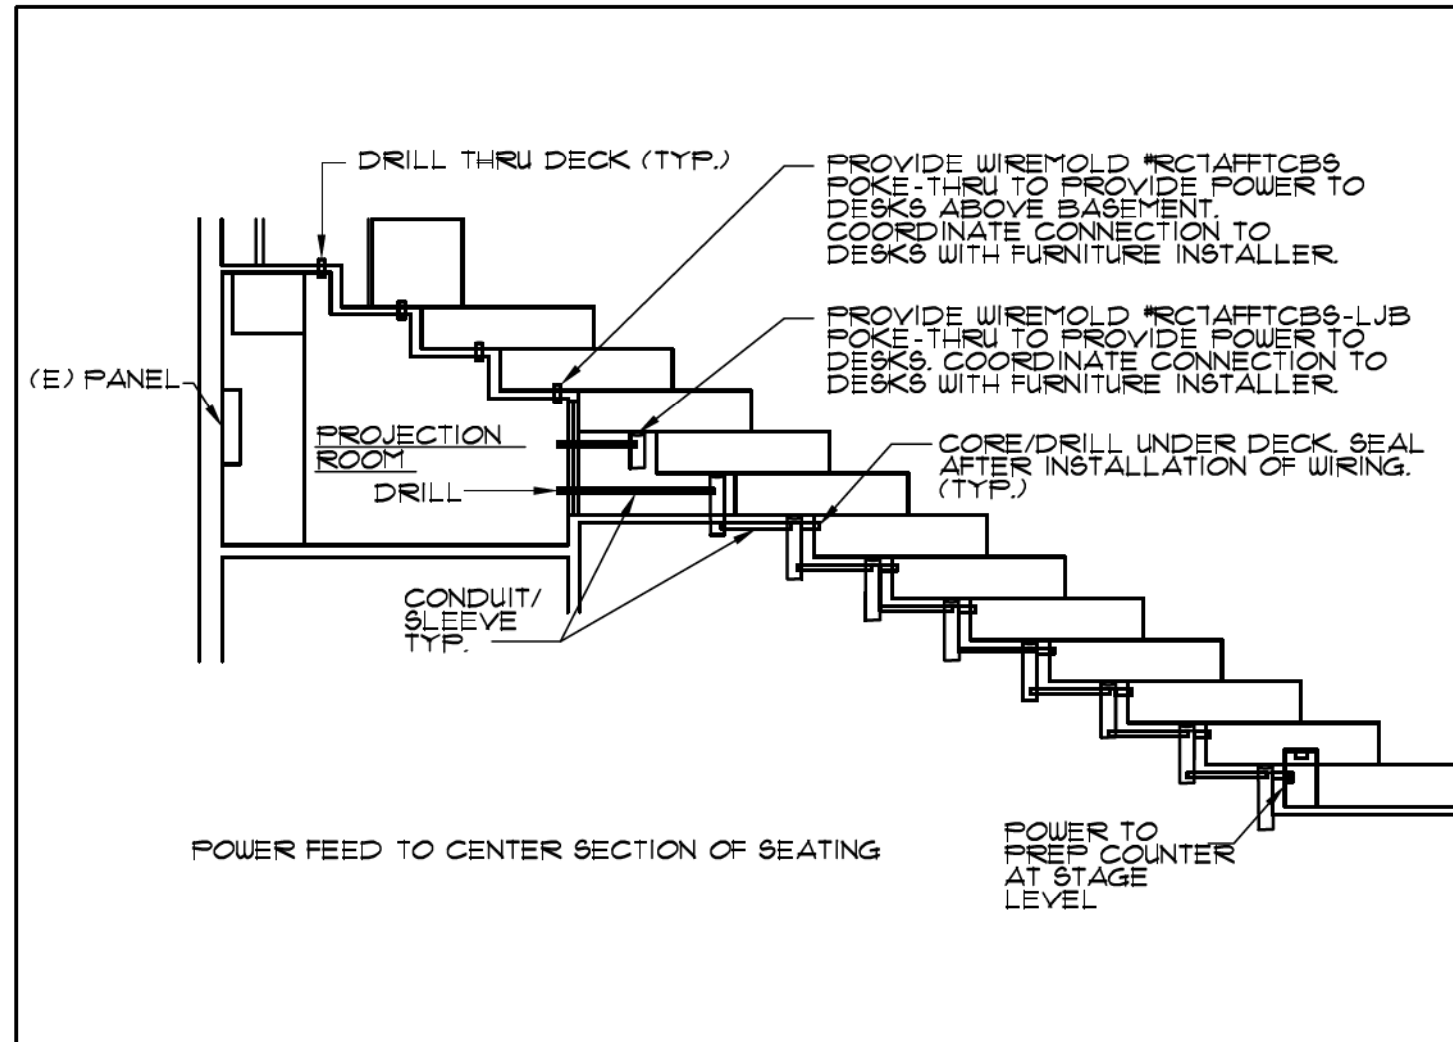 DRILL THRU DECK (TYP.)
PROVIDE WIREMOLD #RC7AFFTCBS
POKE-THRU TO PROVIDE POWER TO
DESKS ABOVE BASEMENT.
COORDINATE CONNECTION TO
DESKS WITH FURNITURE INSTALLER.
PROVIDE WIREMOLD #RC7AFFTCBS-LJB
POKE-THRU TO PROVIDE POWER TO
DESKS. COORDINATE CONNECTION TO
DESKS WITH FURNITURE INSTALLER.
(E) PANEL
PROJECTION
ROOM
DRILL
CORE/DRILL UNDER DECK. SEAL
AFTER INSTALLATION OF WIRING.
(TYP.)
CONDUIT/
SLEEVE
TYP.
POWER FEED TO CENTER SECTION OF SEATING
POWER TO
PREP COUNTER
AT STAGE
LEVEL